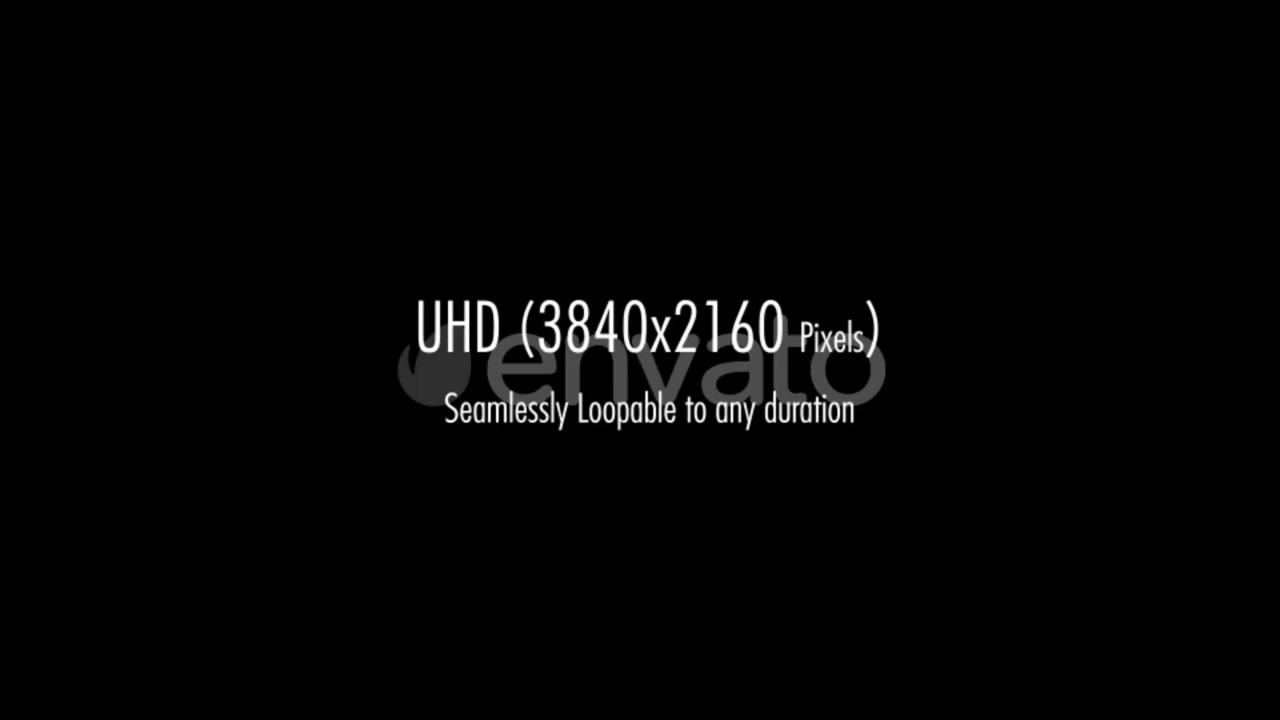 UHD (3840x2160 Pixels)
envato
Seamlessly Loopable to any duration